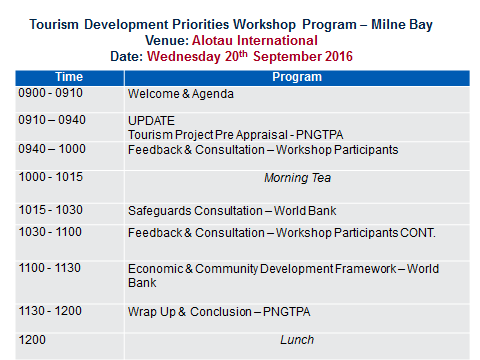 Tourism Development Priorities Workshop Program – Milne Bay
Venue: Alotau International
Date: Wednesday 20th September 2016
Time Program
0900 - 0910 Welcome & Agenda
0910 – 0940 UPDATE
Tourism Project Pre Appraisal - PNGTPA
0940 – 1000 Feedback & Consultation – Workshop Participants
1000 - 1015 Morning Tea
1015 - 1030 Safeguards Consultation – World Bank
1030 - 1100 Feedback & Consultation – Workshop Participants CONT.
1100 - 1130 Economic & Community Development Framework – World
Bank
1130 - 1200 Wrap Up & Conclusion – PNGTPA
1200 Lunch